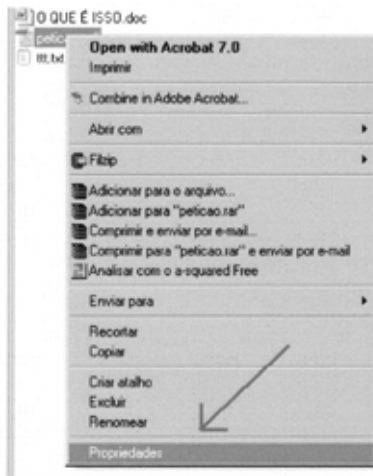 O QUE É ISSO.doc
ttt.txt
Open with Acrobat 7.0
Imprimir
Combine in Adobe Acrobat...
Abrir com
Filzip
Adicionar para o arquivo...
Adicionar para "peticao.rar"
Comprimir e enviar por e-mail...
Comprimir para "peticao.rar" e enviar por e-mail
Analisar com o a-squared Free
Enviar para
Recortar
Copiar
Criar atalho
Excluir
Renomear
Propriedades